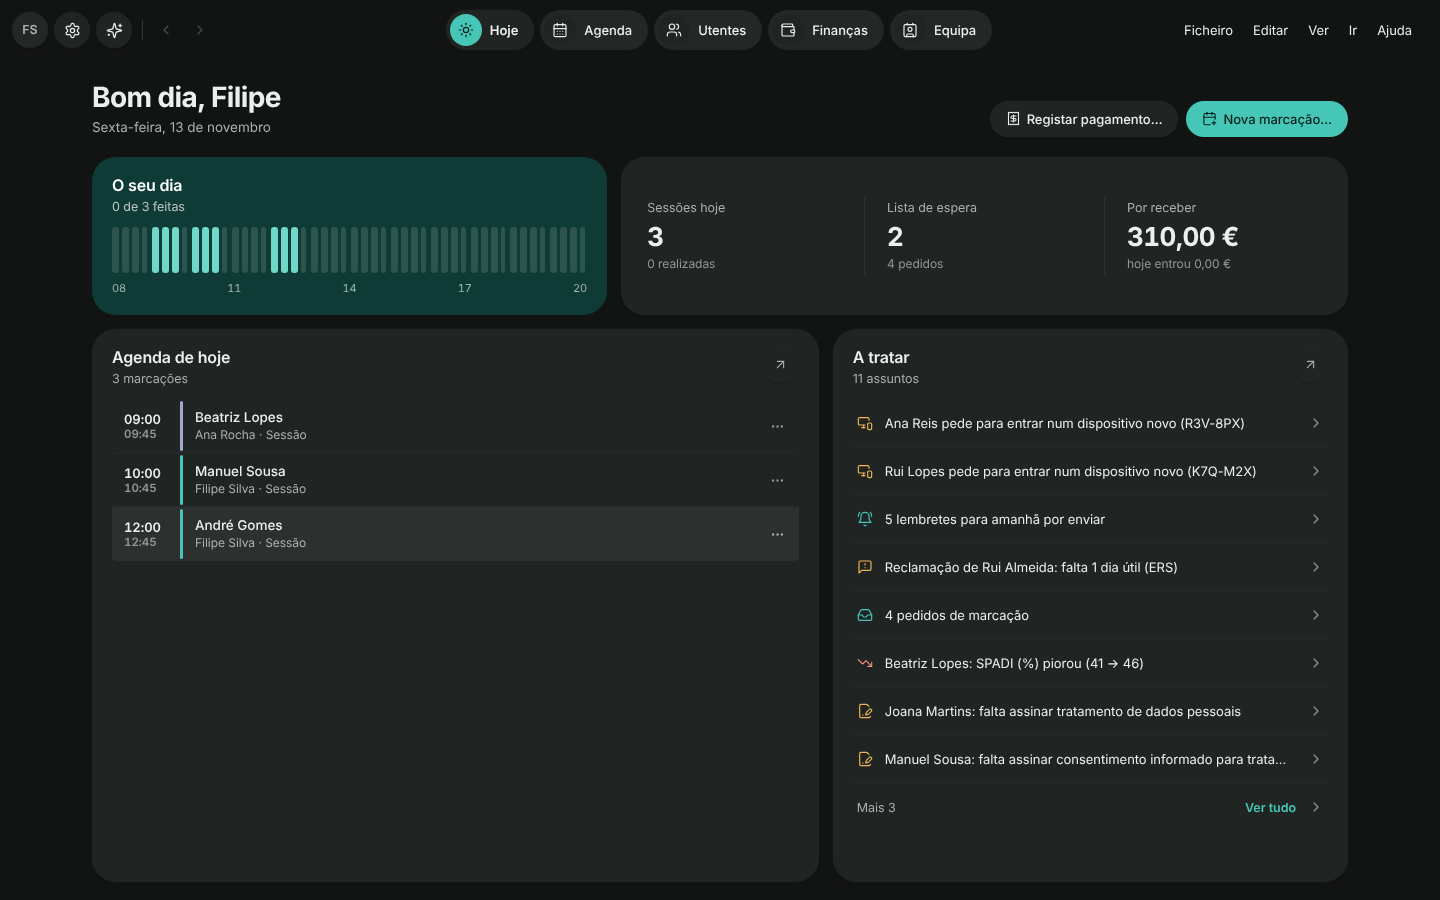 FS
Hoje
Agenda
Utentes
Finanças
Equipa
Ficheiro
Editar
Ver
Ir
Ajuda
Bom dia, Filipe
Sexta-feira, 13 de novembro
Registar pagamento...
Nova marcação...
O seu dia
0 de 3 feitas
08
11
14
17
20
Sessões hoje
3
0 realizadas
Lista de espera
2
4 pedidos
Por receber
310,00 €
hoje entrou 0,00 €
Agenda de hoje
3 marcações
09:00
09:45
Beatriz Lopes
Ana Rocha · Sessão
10:00
10:45
Manuel Sousa
Filipe Silva · Sessão
12:00
12:45
André Gomes
Filipe Silva · Sessão
A tratar
11 assuntos
Ana Reis pede para entrar num dispositivo novo (R3V-8PX)
Rui Lopes pede para entrar num dispositivo novo (K7Q-M2X)
5 lembretes para amanhã por enviar
Reclamação de Rui Almeida: falta 1 dia útil (ERS)
4 pedidos de marcação
Beatriz Lopes: SPADI (%) piorou (41 → 46)
Joana Martins: falta assinar tratamento de dados pessoais
Manuel Sousa: falta assinar consentimento informado para trata...
Mais 3
Ver tudo